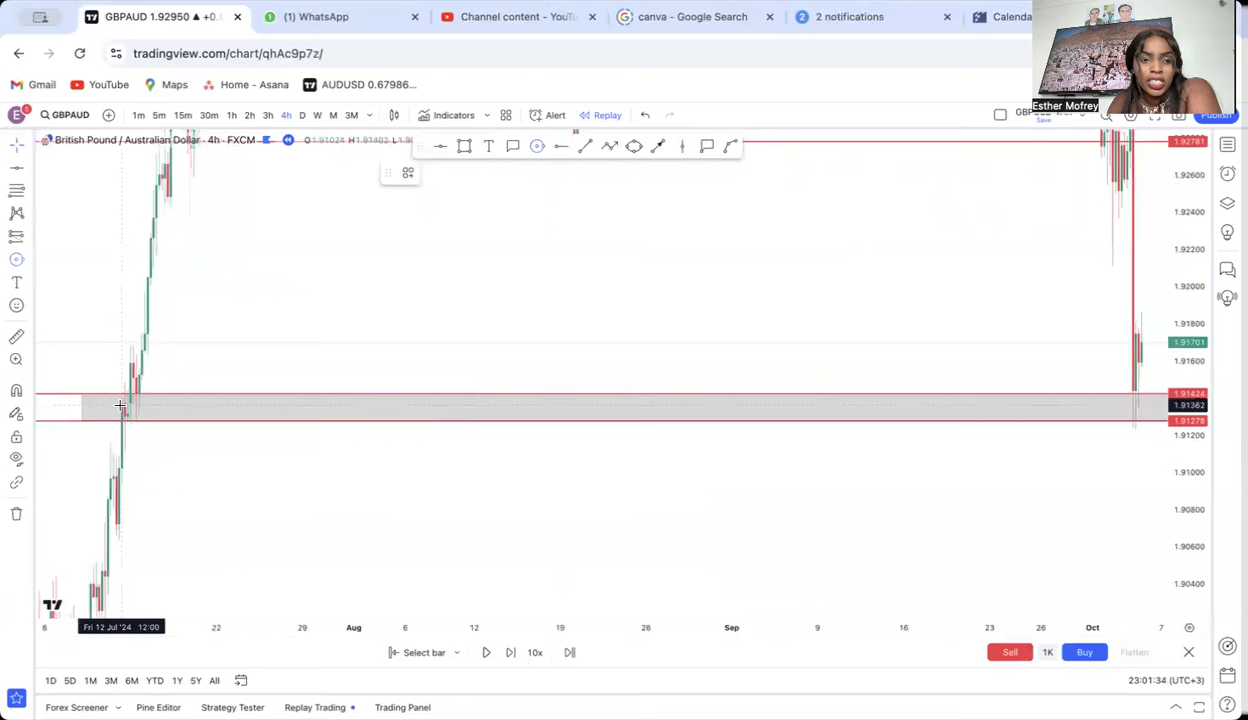 GBPAUD 1.92950 ▲ +0.
(1) WhatsApp
Channel content - YouTu
canva - Google Search
2 notifications
Calenda
tradingview.com/chart/qhAc9p7z/
Gmail
YouTube
Maps
Home - Asana
AUDUSD 0.67986...
Esther Mofrey
E
GBPAUD
1m 5m 15m 30m 1h 2h 3h 4h D W M 3M
Indicators
Alert
Replay
Save
Publish
British Pound / Australian Dollar · 4h · FXCM
1.92781
1.92600
1.92400
1.92200
1.92000
1.91800
1.91701
1.91600
1.91424
1.91362
1.91278
1.91200
1.91000
1.90800
1.90600
1.90400
8
Fri 12 Jul '24 12:00
22 29 Aug 6 12 19 26 Sep 9 16 23 26 Oct 7
Select bar
10x
Sell 1K Buy Flatten
1D 5D 1M 3M 6M YTD 1Y 5Y All
23:01:34 (UTC+3)
Forex Screener
Pine Editor
Strategy Tester
Replay Trading
Trading Panel